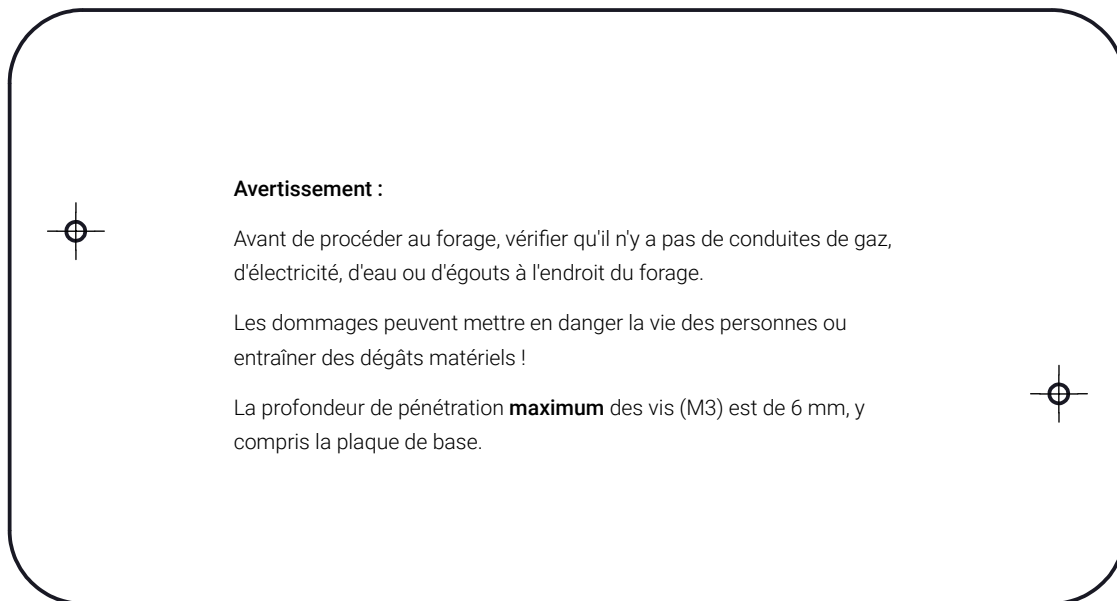 Avertissement :
Avant de procéder au forage, vérifier qu'il n'y a pas de conduites de gaz,
d'électricité, d'eau ou d'égouts à l'endroit du forage.
Les dommages peuvent mettre en danger la vie des personnes ou
entraîner des dégâts matériels !
La profondeur de pénétration maximum des vis (M3) est de 6 mm, y
compris la plaque de base.